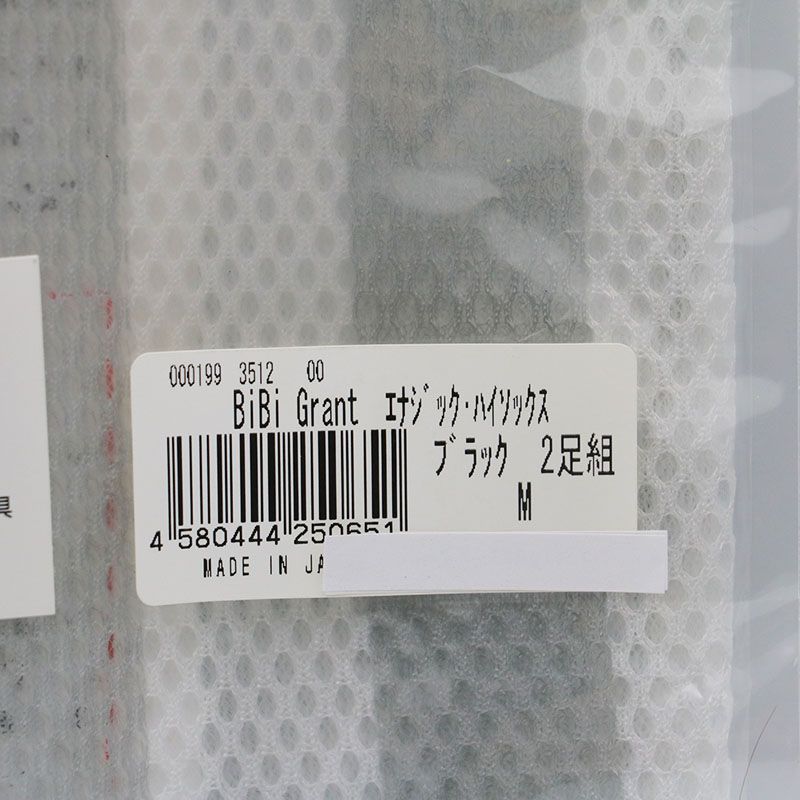 000199 3512 00
BiBi Grant ｴﾅｼﾞｯｸ･ﾊｲｿｯｸｽ
ﾌﾞﾗｯｸ 2足組
M
4 580444 250651
MADE IN JA
具